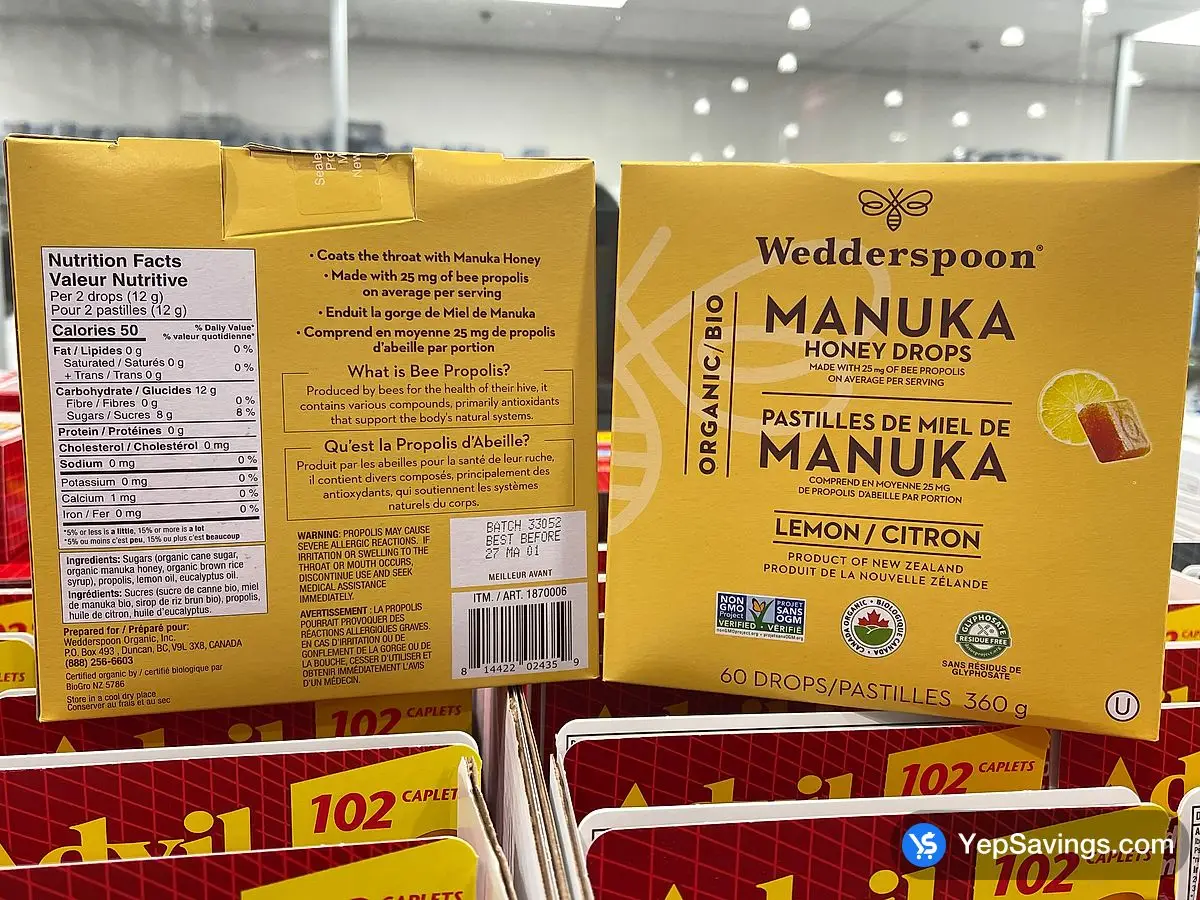 Nutrition Facts
Valeur Nutritive
Per 2 drops (12 g)
Pour 2 pastilles (12 g)
Calories 50
% Daily Value*
% valeur quotidienne*
Fat / Lipides 0 g 0 %
Saturated / Saturés 0 g
+ Trans / Trans 0 g 0 %
Carbohydrate / Glucides 12 g
Fibre / Fibres 0 g 0 %
Sugars / Sucres 8 g 8 %
Protein / Protéines 0 g
Cholesterol / Cholestérol 0 mg
Sodium 0 mg 0 %
Potassium 0 mg 0 %
Calcium 1 mg 0 %
Iron / Fer 0 mg 0 %
*5% or less is a little, 15% or more is a lot
*5% ou moins c'est peu, 15% ou plus c'est beaucoup
Ingredients: Sugars (organic cane sugar,
organic manuka honey, organic brown rice
syrup), propolis, lemon oil, eucalyptus oil.
Ingrédients: Sucres (sucre de canne bio, miel
de manuka bio, sirop de riz brun bio), propolis,
huile de citron, huile d'eucalyptus.
Prepared for / Préparé pour:
Wedderspoon Organic, Inc.
P.O. Box 493 , Duncan, BC, V9L 3X8, CANADA
(888) 256-6603
Certified organic by / certifié biologique par
BioGro NZ 5786
Store in a cool dry place
Conserver au frais et au sec
• Coats the throat with Manuka Honey
• Made with 25 mg of bee propolis
on average per serving
• Enduit la gorge de Miel de Manuka
• Comprend en moyenne 25 mg de propolis
d'abeille par portion
What is Bee Propolis?
Produced by bees for the health of their hive, it
contains various compounds, primarily antioxidants
that support the body's natural systems.
Qu'est la Propolis d'Abeille?
Produit par les abeilles pour la santé de leur ruche,
il contient divers composés, principalement des
antioxydants, qui soutiennent les systèmes
naturels du corps.
WARNING: PROPOLIS MAY CAUSE
SEVERE ALLERGIC REACTIONS. IF
IRRITATION OR SWELLING TO THE
THROAT OR MOUTH OCCURS,
DISCONTINUE USE AND SEEK
MEDICAL ASSISTANCE
IMMEDIATELY.
AVERTISSEMENT : LA PROPOLIS
POURRAIT PROVOQUER DES
RÉACTIONS ALLERGIQUES GRAVES.
EN CAS D'IRRITATION OU DE
GONFLEMENT DE LA GORGE OU DE
LA BOUCHE, CESSER D'UTILISER ET
OBTENIR IMMÉDIATEMENT L'AVIS
D'UN MÉDECIN.
BATCH 33052
BEST BEFORE
27 MA 01
MEILLEUR AVANT
ITM. / ART. 1870006
8 14422 02435 9
Wedderspoon®
ORGANIC/BIO
MANUKA
HONEY DROPS
MADE WITH 25 mg OF BEE PROPOLIS
ON AVERAGE PER SERVING
PASTILLES DE MIEL DE
MANUKA
COMPREND EN MOYENNE 25 MG
DE PROPOLIS D'ABEILLE PAR PORTION
LEMON / CITRON
PRODUCT OF NEW ZEALAND
PRODUIT DE LA NOUVELLE ZÉLANDE
NON GMO Project VERIFIED
PROJET SANS OGM VÉRIFIÉ
CANADA ORGANIC • BIOLOGIQUE CANADA
GLYPHOSATE
RESIDUE FREE
SANS RÉSIDUS DE
GLYPHOSATE
60 DROPS/PASTILLES 360 g
U
102 CAPLETS
102 CAPLETS
Advil
102 CAPLET
102 CAPLETS
CAPLETS
YepSavings.com